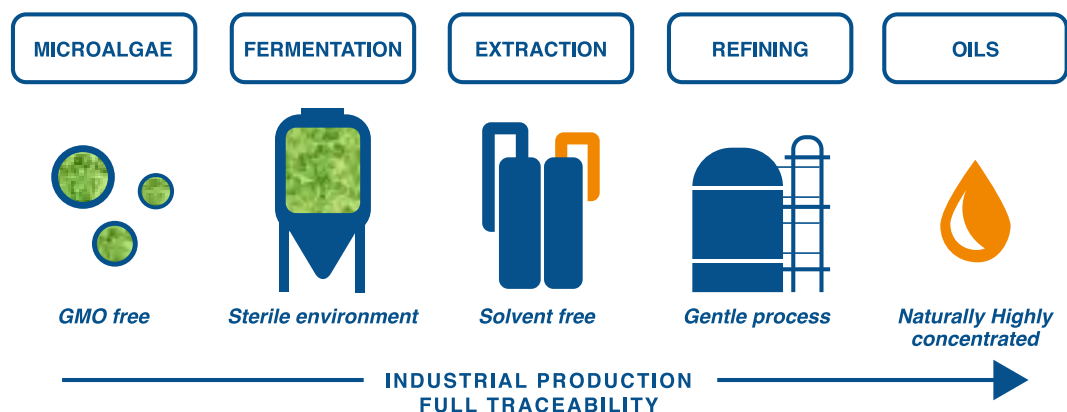 MICROALGAE
FERMENTATION
EXTRACTION
REFINING
OILS
GMO free
Sterile environment
Solvent free
Gentle process
Naturally Highly
concentrated
INDUSTRIAL PRODUCTION
FULL TRACEABILITY